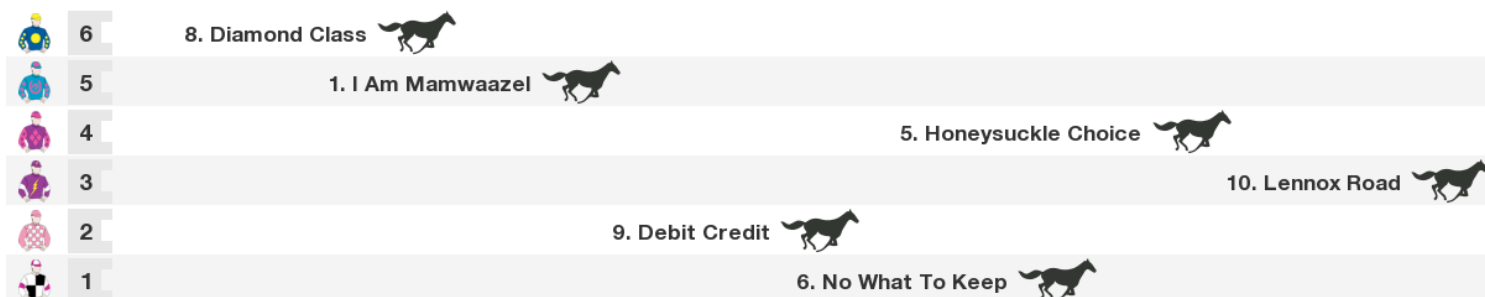 6 8. Diamond Class
5 1. I Am Mamwaazel
4 5. Honeysuckle Choice
3 10. Lennox Road
2 9. Debit Credit
1 6. No What To Keep